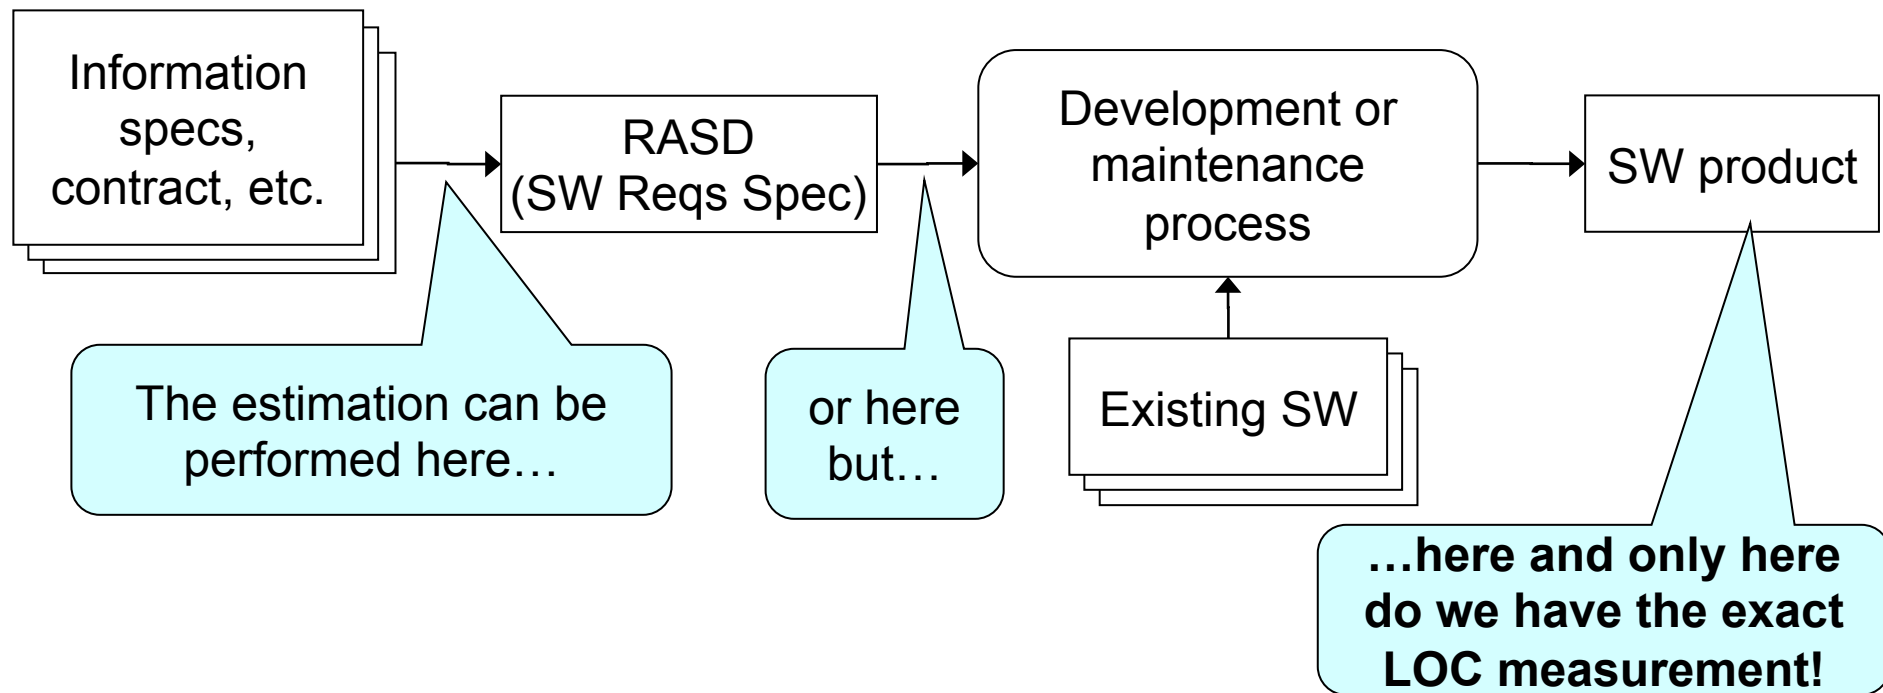 Information
specs,
contract, etc.
RASD
(SW Reqs Spec)
Development or
maintenance
process
SW product
The estimation can be
performed here…
or here
but…
Existing SW
…here and only here
do we have the exact
LOC measurement!